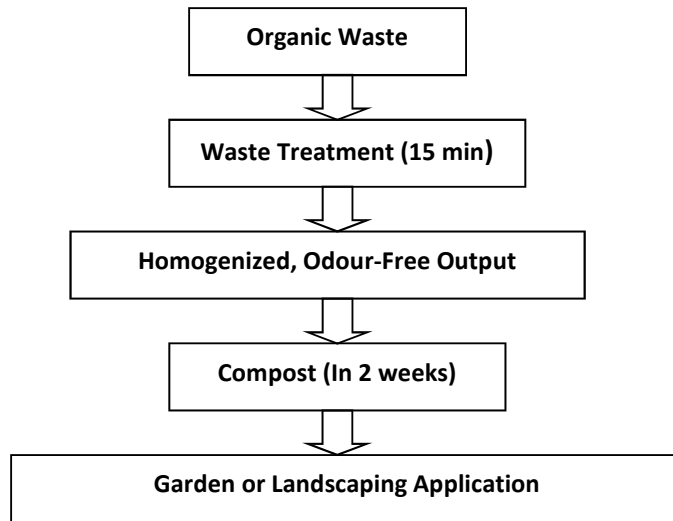 Organic Waste
Waste Treatment (15 min)
Homogenized, Odour-Free Output
Compost (In 2 weeks)
Garden or Landscaping Application